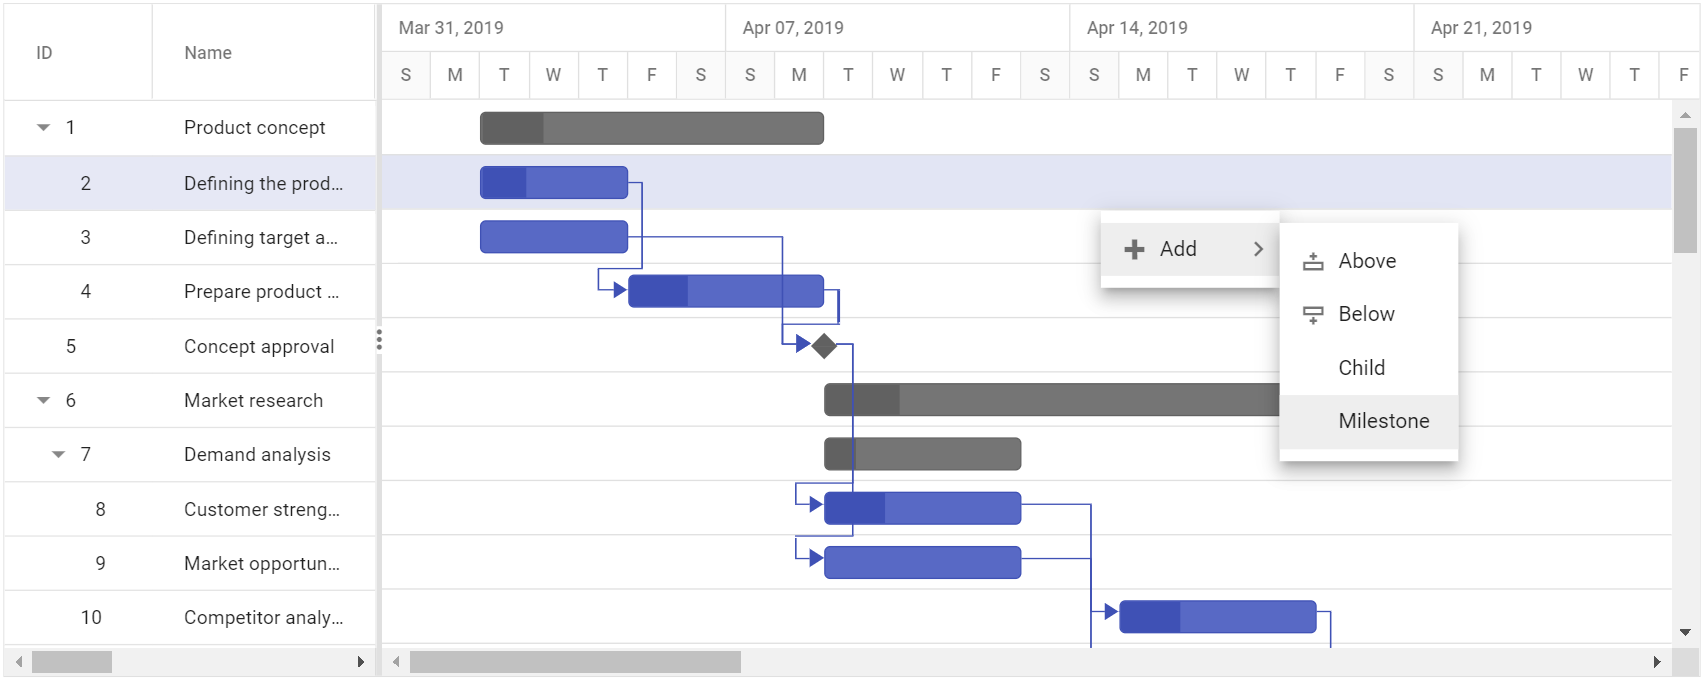 Mar 31, 2019 Apr 07, 2019 Apr 14, 2019 Apr 21, 2019
ID Name
S M T W T F S S M T W T F S S M T W T F S S M T W T F
1 Product concept
2 Defining the prod...
3 Defining target a...
Add
Above
4 Prepare product ...
Below
5 Concept approval
Child
6 Market research
Milestone
7 Demand analysis
8 Customer streng...
9 Market opportun...
10 Competitor analy...